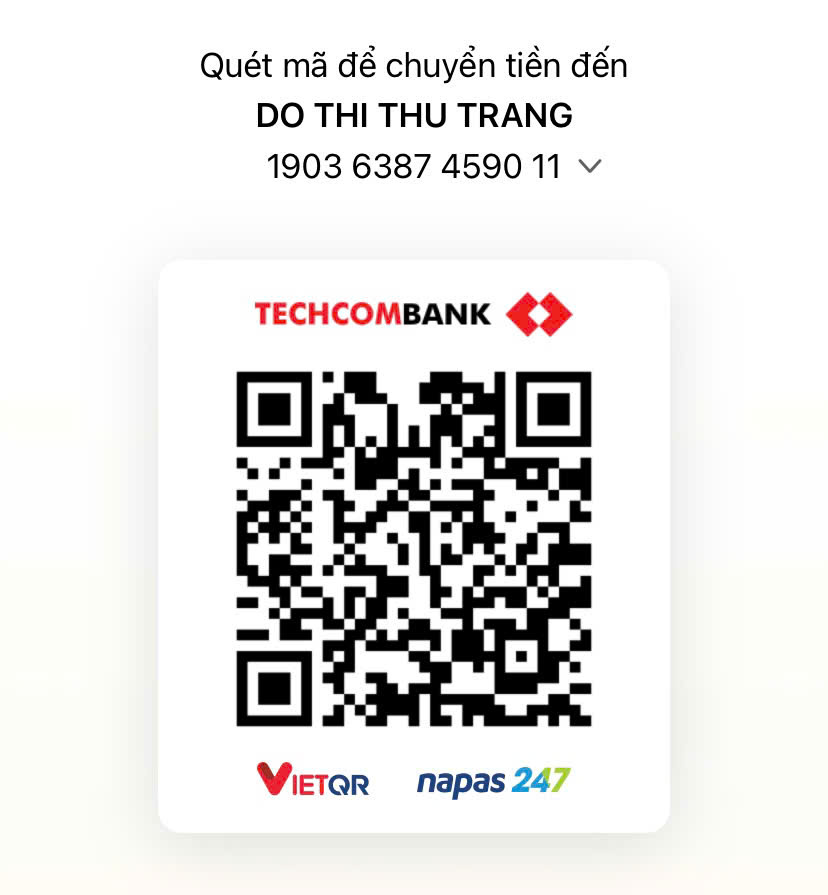 Quét mã để chuyển tiền đến
DO THI THU TRANG
1903 6387 4590 11
TECHCOMBANK
VIETQR
napas 247